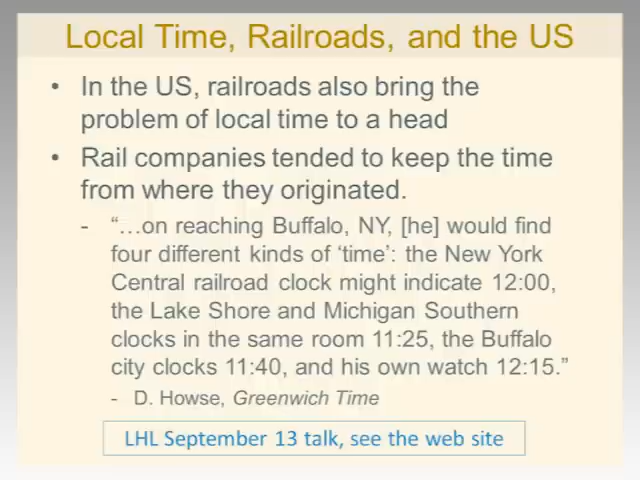 Local Time, Railroads, and the US
• In the US, railroads also bring the
problem of local time to a head
• Rail companies tended to keep the time
from where they originated.
- “…on reaching Buffalo, NY, [he] would find
four different kinds of ‘time’: the New York
Central railroad clock might indicate 12:00,
the Lake Shore and Michigan Southern
clocks in the same room 11:25, the Buffalo
city clocks 11:40, and his own watch 12:15.”
- D. Howse, Greenwich Time
LHL September 13 talk, see the web site